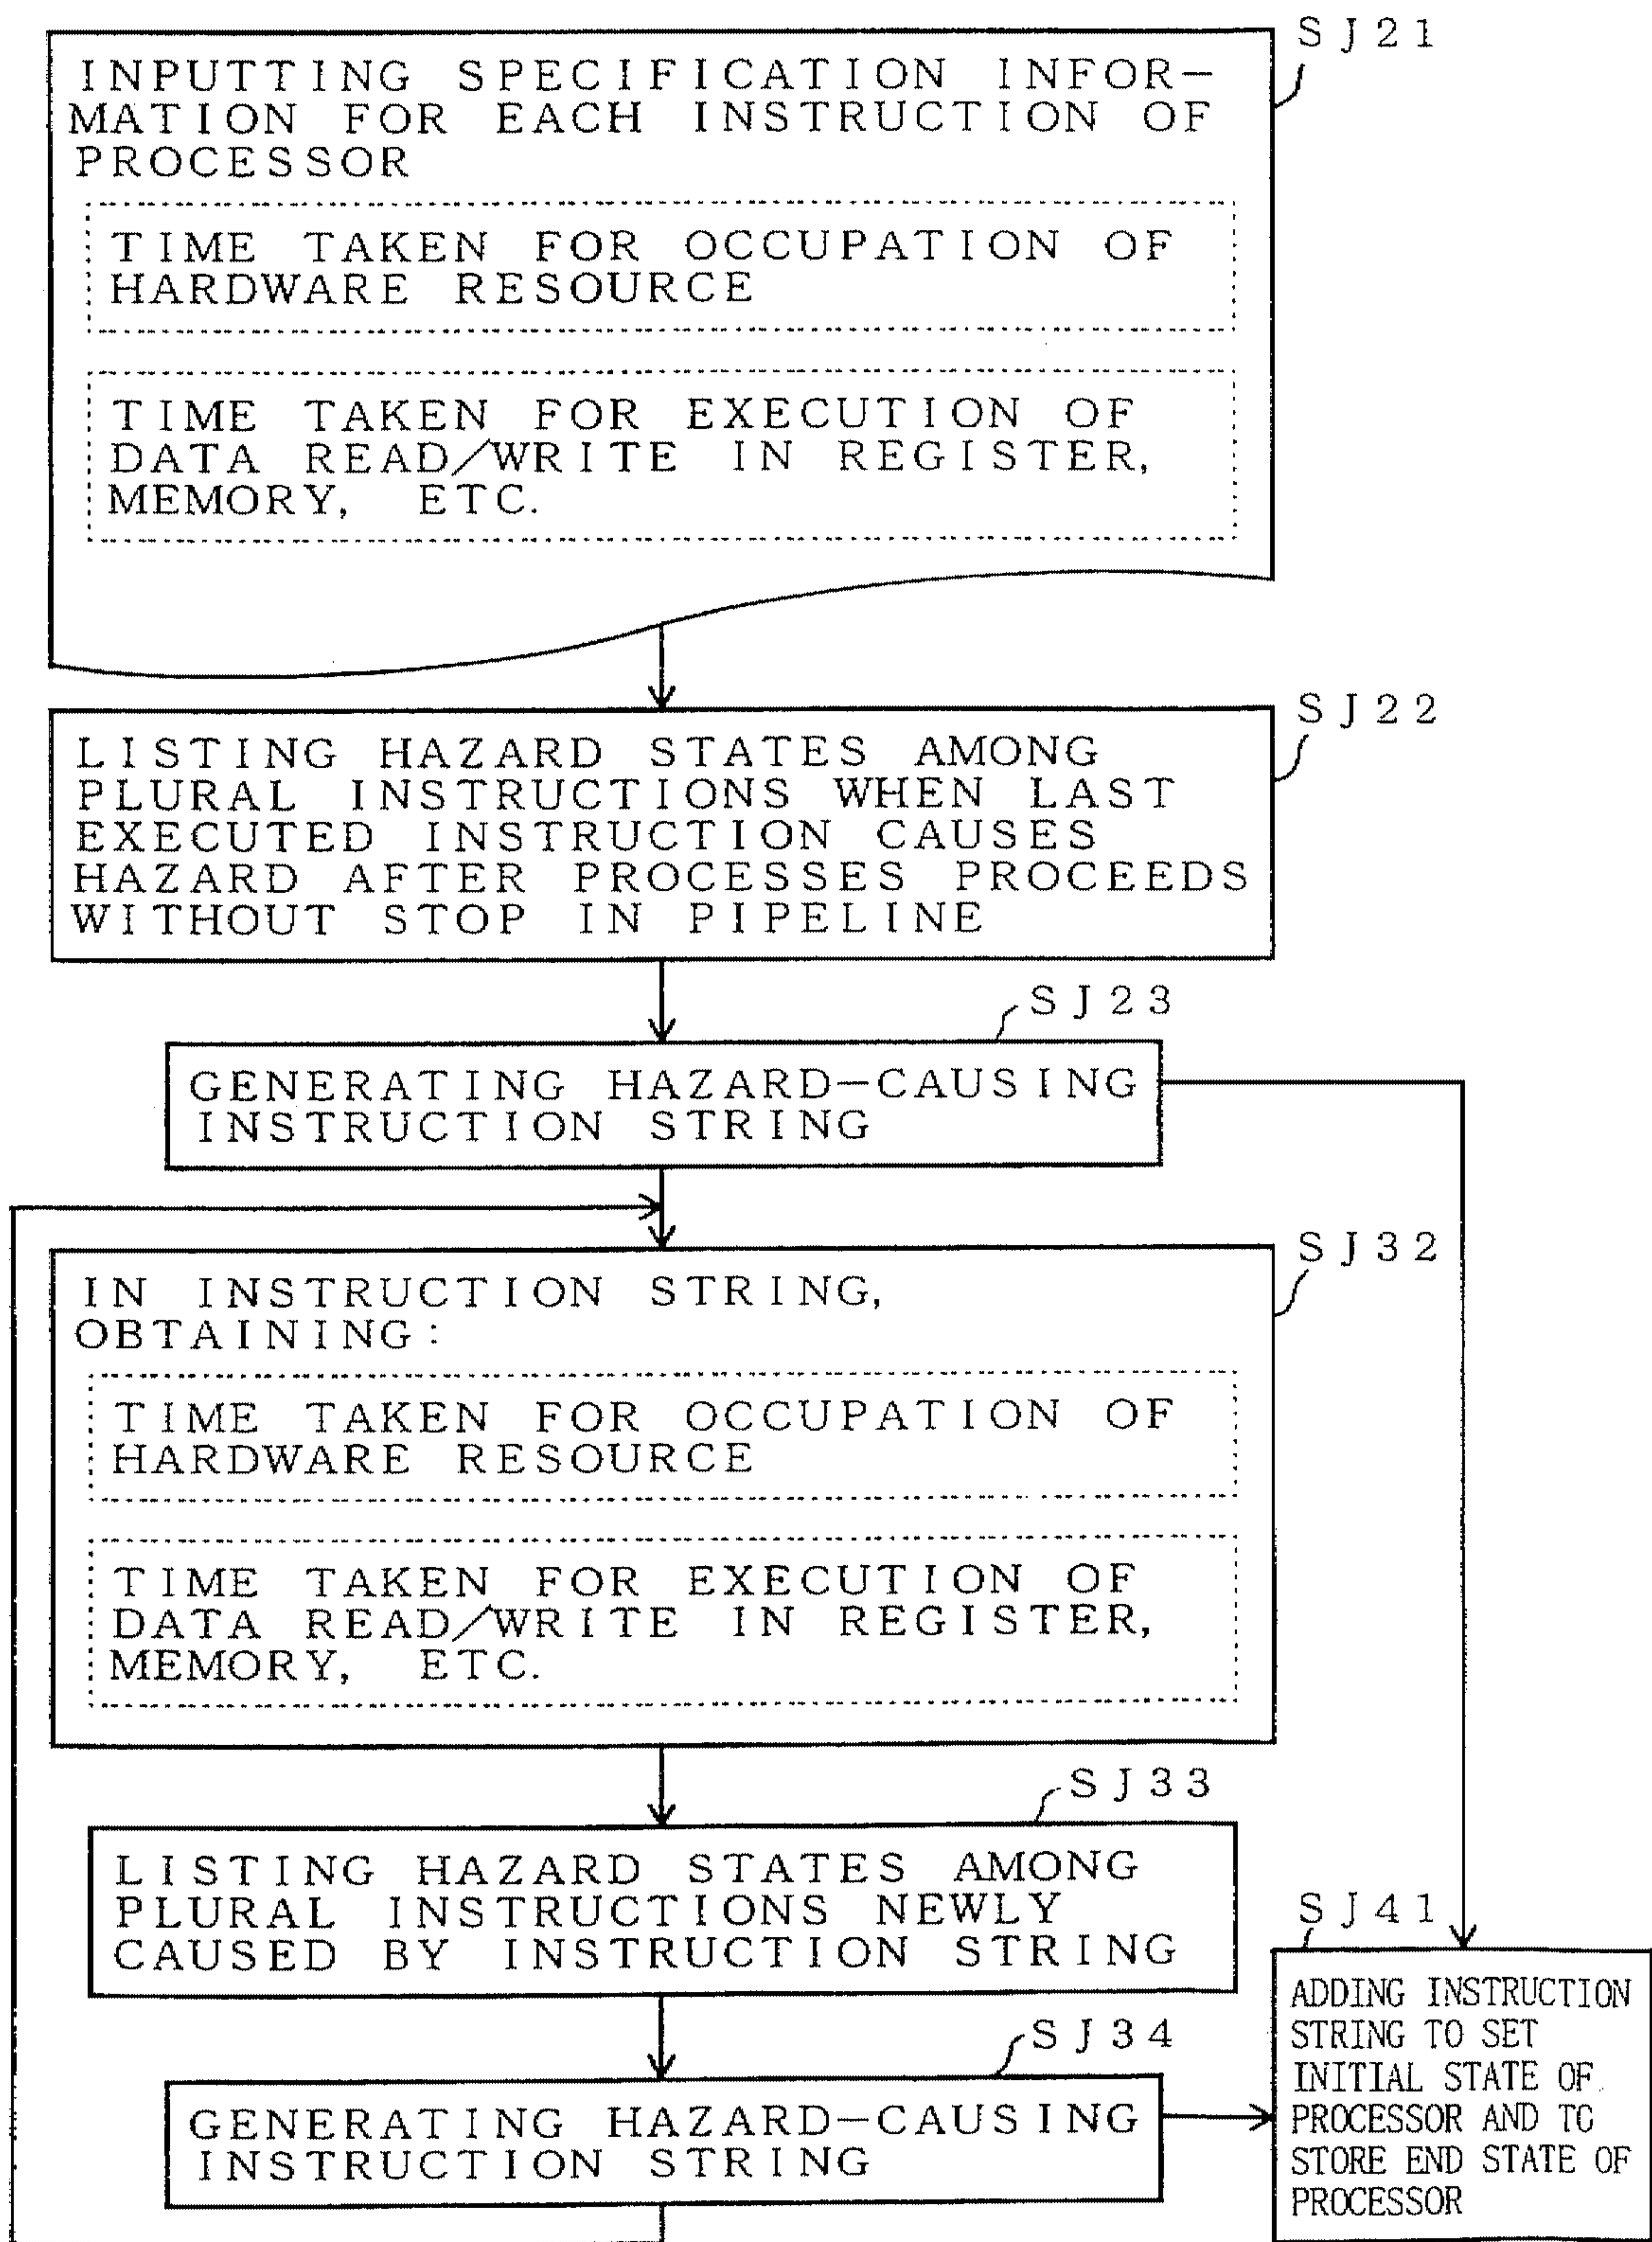 SJ21
INPUTTING SPECIFICATION INFOR-
MATION FOR EACH INSTRUCTION OF
PROCESSOR
TIME TAKEN FOR OCCUPATION OF
HARDWARE RESOURCE
TIME TAKEN FOR EXECUTION OF
DATA READ/WRITE IN REGISTER,
MEMORY, ETC.
SJ22
LISTING HAZARD STATES AMONG
PLURAL INSTRUCTIONS WHEN LAST
EXECUTED INSTRUCTION CAUSES
HAZARD AFTER PROCESSES PROCEEDS
WITHOUT STOP IN PIPELINE
SJ23
GENERATING HAZARD-CAUSING
INSTRUCTION STRING
SJ32
IN INSTRUCTION STRING,
OBTAINING:
TIME TAKEN FOR OCCUPATION OF
HARDWARE RESOURCE
TIME TAKEN FOR EXECUTION OF
DATA READ/WRITE IN REGISTER,
MEMORY, ETC.
SJ33
LISTING HAZARD STATES AMONG
PLURAL INSTRUCTIONS NEWLY
CAUSED BY INSTRUCTION STRING
SJ34
GENERATING HAZARD-CAUSING
INSTRUCTION STRING
SJ41
ADDING INSTRUCTION
STRING TO SET
INITIAL STATE OF
PROCESSOR AND TO
STORE END STATE OF
PROCESSOR